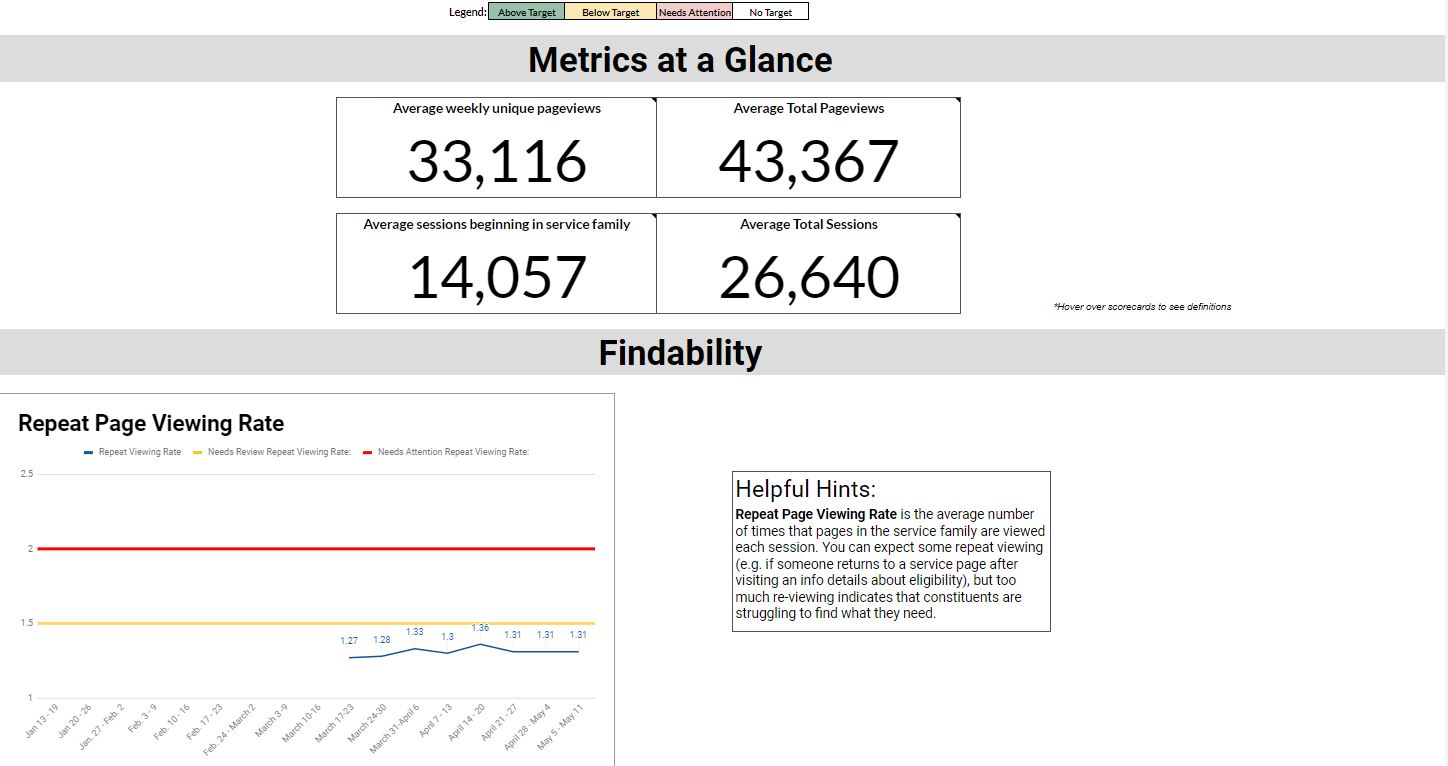 Legend: Above Target Below Target Needs Attention No Target
Metrics at a Glance
Average weekly unique pageviews Average Total Pageviews
33,116 43,367
Average sessions beginning in service family Average Total Sessions
14,057 26,640
*Hover over scorecards to see definitions
Findability
Repeat Page Viewing Rate
Repeat Viewing Rate Needs Review Repeat Viewing Rate: Needs Attention Repeat Viewing Rate:
2.5
2
1.5
1
1.27 1.28 1.33 1.3 1.36 1.31 1.31 1.31
Jan 13 - 19
Jan 20 - 26
Jan. 27 - Feb. 2
Feb. 3 - 9
Feb. 10 - 16
Feb. 17 - 23
Feb. 24 - March 2
March 3-9
March 10-16
March 17-23
March 24-30
March 31-April 6
April 7 - 13
April 14 - 20
April 21 - 27
April 28 - May 4
May 5 - May 11
Helpful Hints:
Repeat Page Viewing Rate is the average number
of times that pages in the service family are viewed
each session. You can expect some repeat viewing
(e.g. if someone returns to a service page after
visiting an info details about eligibility), but too
much re-viewing indicates that constituents are
struggling to find what they need.